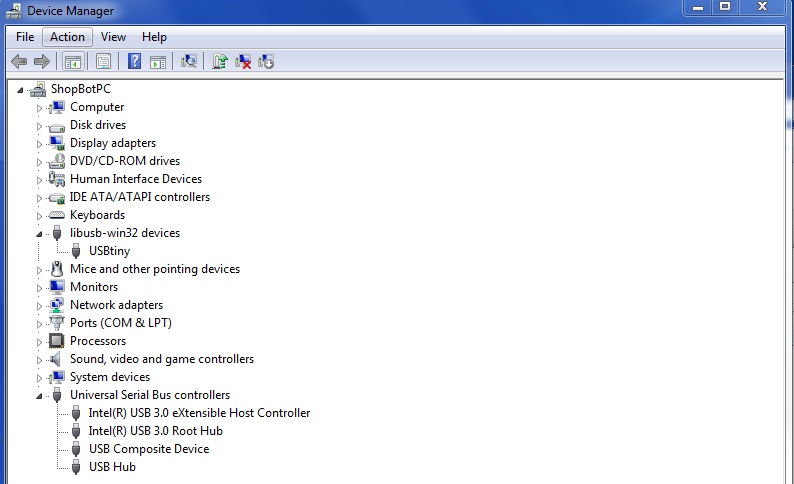 Device Manager
File Action View Help
ShopBotPC
Computer
Disk drives
Display adapters
DVD/CD-ROM drives
Human Interface Devices
IDE ATA/ATAPI controllers
Keyboards
libusb-win32 devices
USBtiny
Mice and other pointing devices
Monitors
Network adapters
Ports (COM & LPT)
Processors
Sound, video and game controllers
System devices
Universal Serial Bus controllers
Intel(R) USB 3.0 eXtensible Host Controller
Intel(R) USB 3.0 Root Hub
USB Composite Device
USB Hub